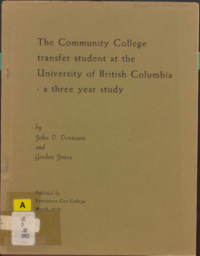 The Community College
transfer student at the
University of British Columbia
- a three year study
by
John D. Dennison
and
Gordon Jones
Published by
Vancouver City College
A